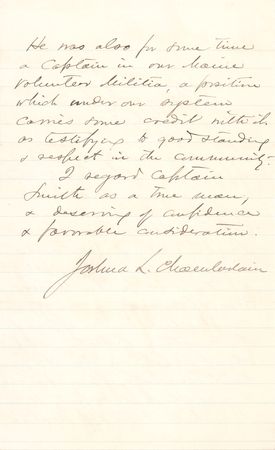 He was also for some time
a Captain in our Maine
Volunteer Militia, a position
which under our system
carries some credit with it
as testifying to good standing
& respect in the community.
I regard Captain
Smith as a true man,
& deserving of confidence
& favorable consideration.
Joshua L. Chamberlain